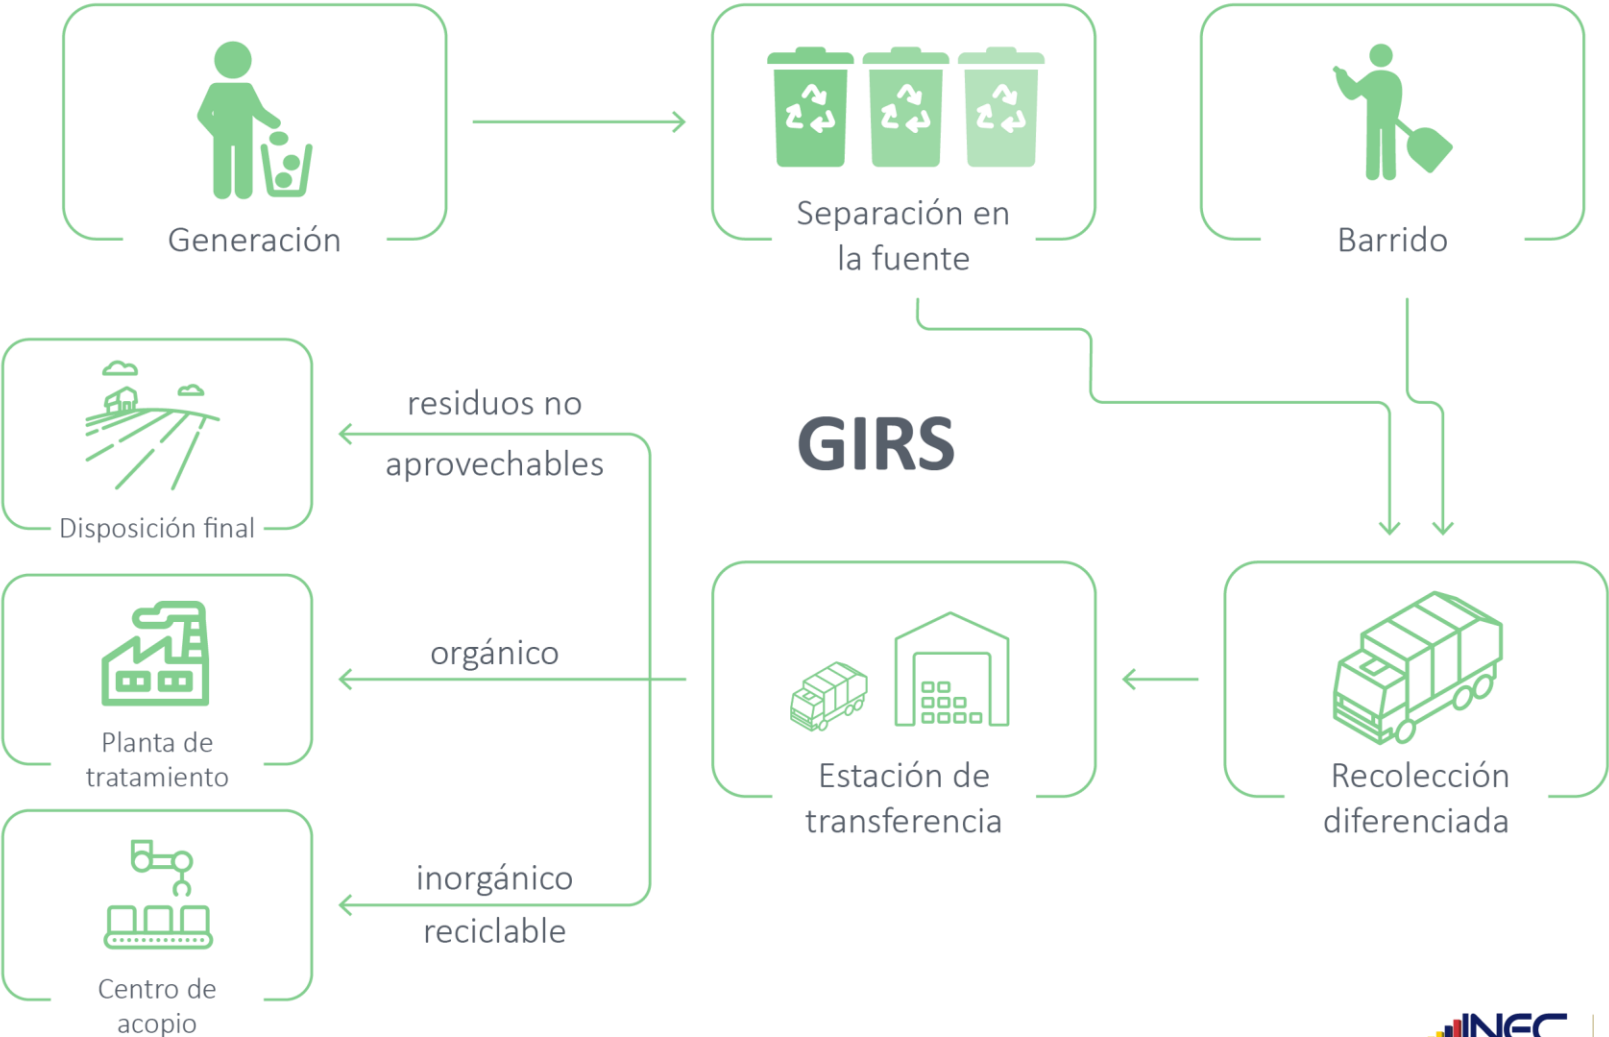 Generación
Separación en
la fuente
Barrido
GIRS
residuos no
aprovechables
Disposición final
orgánico
Planta de
tratamiento
Estación de
transferencia
Recolección
diferenciada
inorgánico
reciclable
Centro de
acopio
INEC